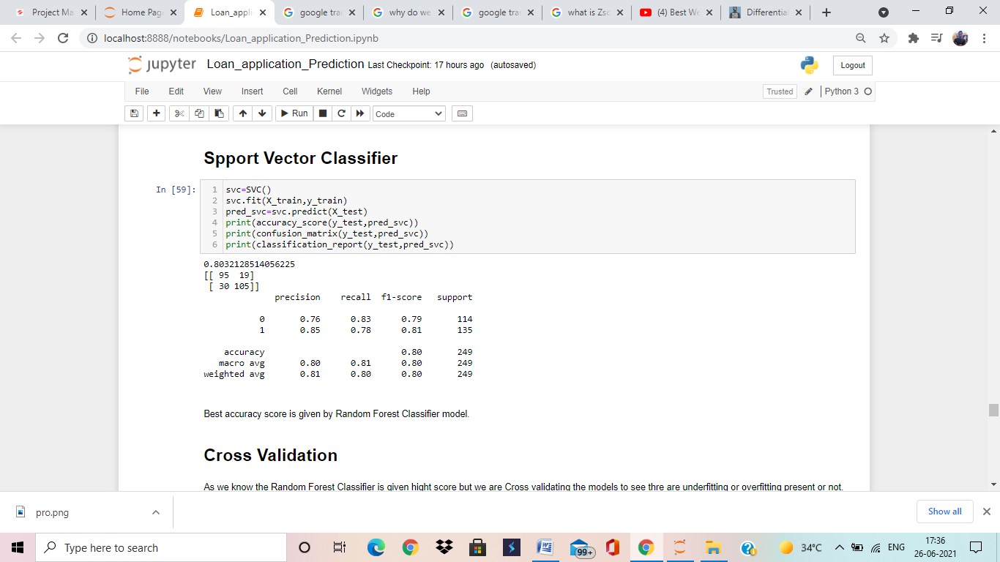 Project Ma
Home Pag
Loan_appli
google tra
why do we
google tra
what is Zsc
(4) Best We
Differentia
localhost:8888/notebooks/Loan_application_Prediction.ipynb
jupyter Loan_application_Prediction Last Checkpoint: 17 hours ago (autosaved)
Logout
File Edit View Insert Cell Kernel Widgets Help
Trusted
Python 3
Run
Code
Spport Vector Classifier
In [59]:
1 svc=SVC()
2 svc.fit(X_train,y_train)
3 pred_svc=svc.predict(X_test)
4 print(accuracy_score(y_test,pred_svc))
5 print(confusion_matrix(y_test,pred_svc))
6 print(classification_report(y_test,pred_svc))
0.8032128514056225
[[ 95  19]
 [ 30 105]]
precision recall f1-score support
0 0.76 0.83 0.79 114
1 0.85 0.78 0.81 135
accuracy 0.80 249
macro avg 0.80 0.81 0.80 249
weighted avg 0.81 0.80 0.80 249
Best accuracy score is given by Random Forest Classifier model.
Cross Validation
As we know the Random Forest Classifier is given hight score but we are Cross validating the models to see thre are underfitting or overfitting present or not.
pro.png
Show all
Type here to search
99+
34°C
ENG
17:36
26-06-2021